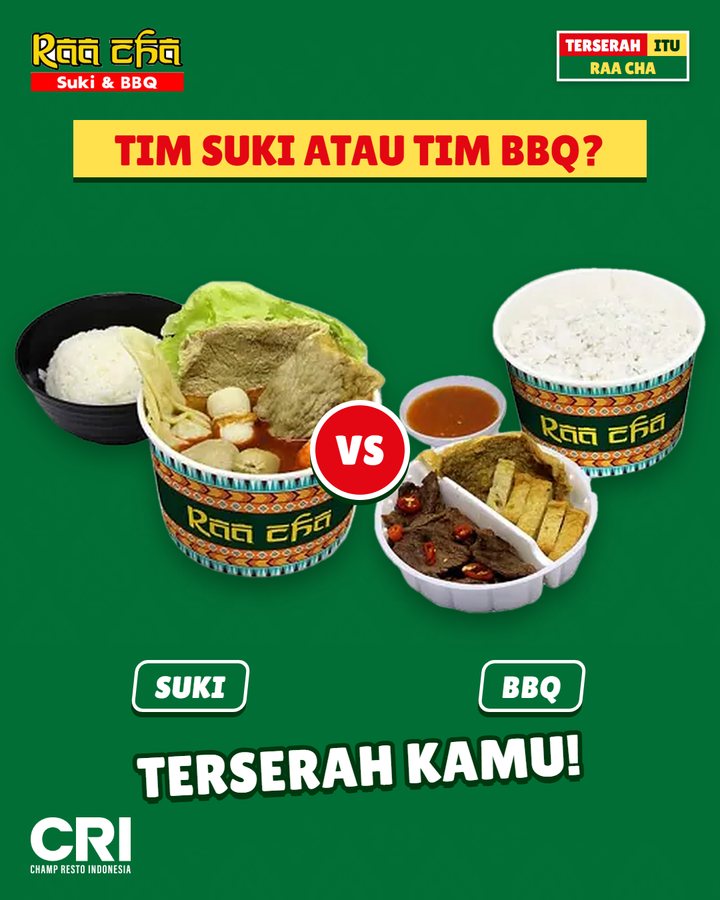 Raa cha
Suki & BBQ
TERSERAH ITU
RAA CHA
TIM SUKI ATAU TIM BBQ?
Raa cha
VS
Raa cha
SUKI
BBQ
TERSERAH KAMU!
CRI
CHAMP RESTO INDONESIA